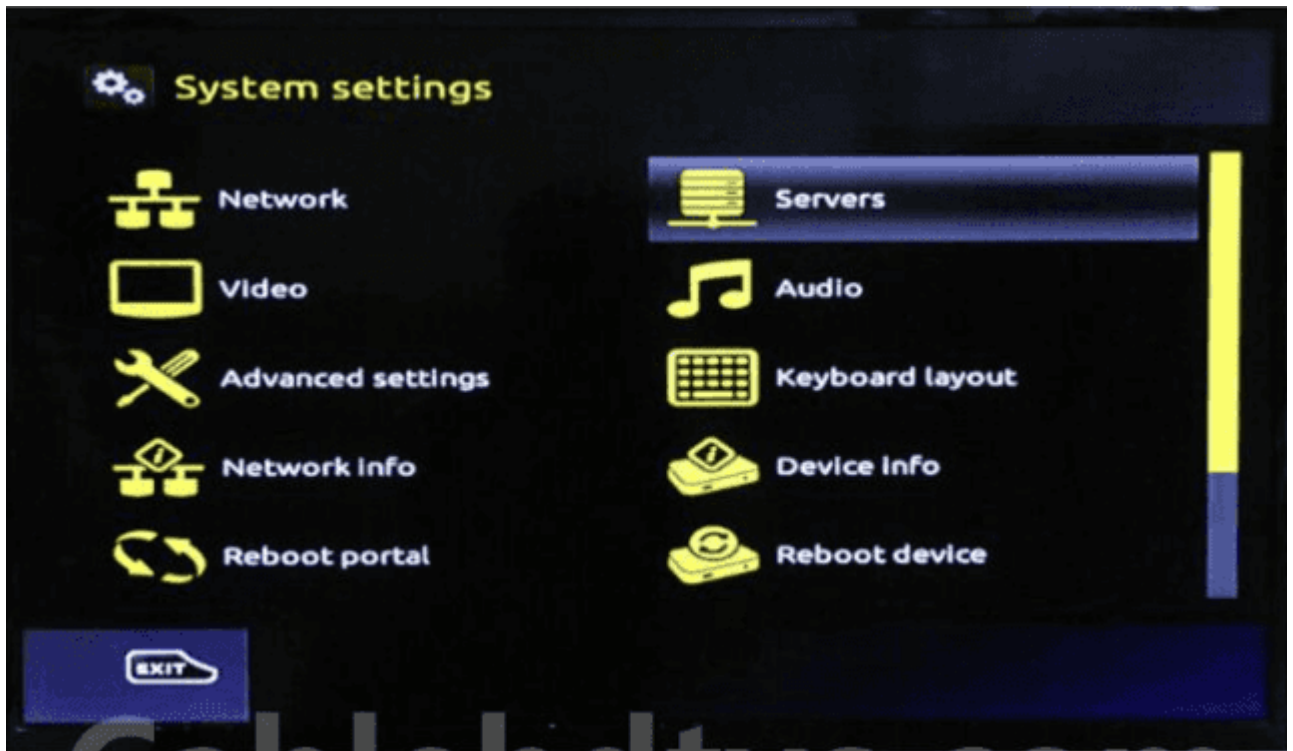 System settings
Network
Servers
Video
Audio
Advanced settings
Keyboard layout
Network info
Device info
Reboot portal
Reboot device
EXIT